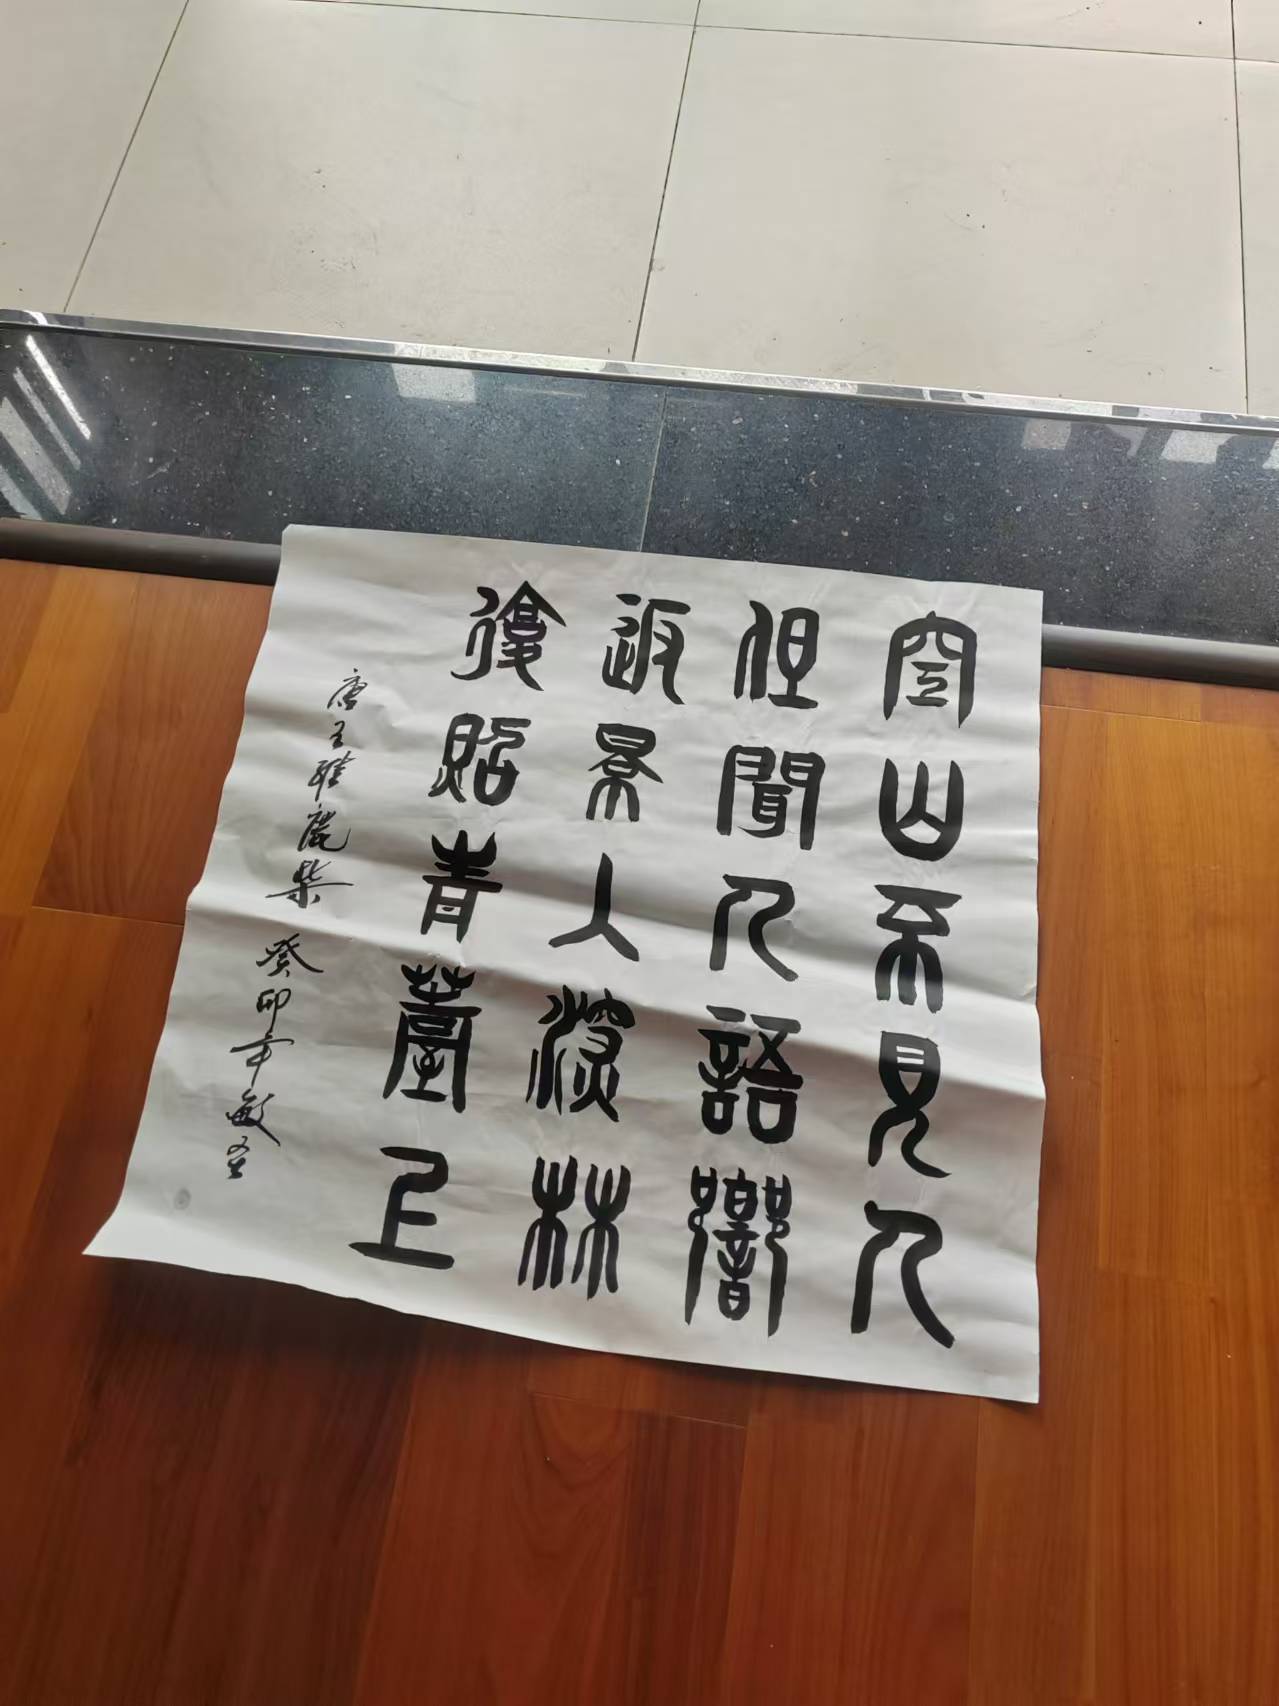 空山不見人
但聞人語響
返景入深林
復照青苔上
唐王維鹿柴 癸卯年敏